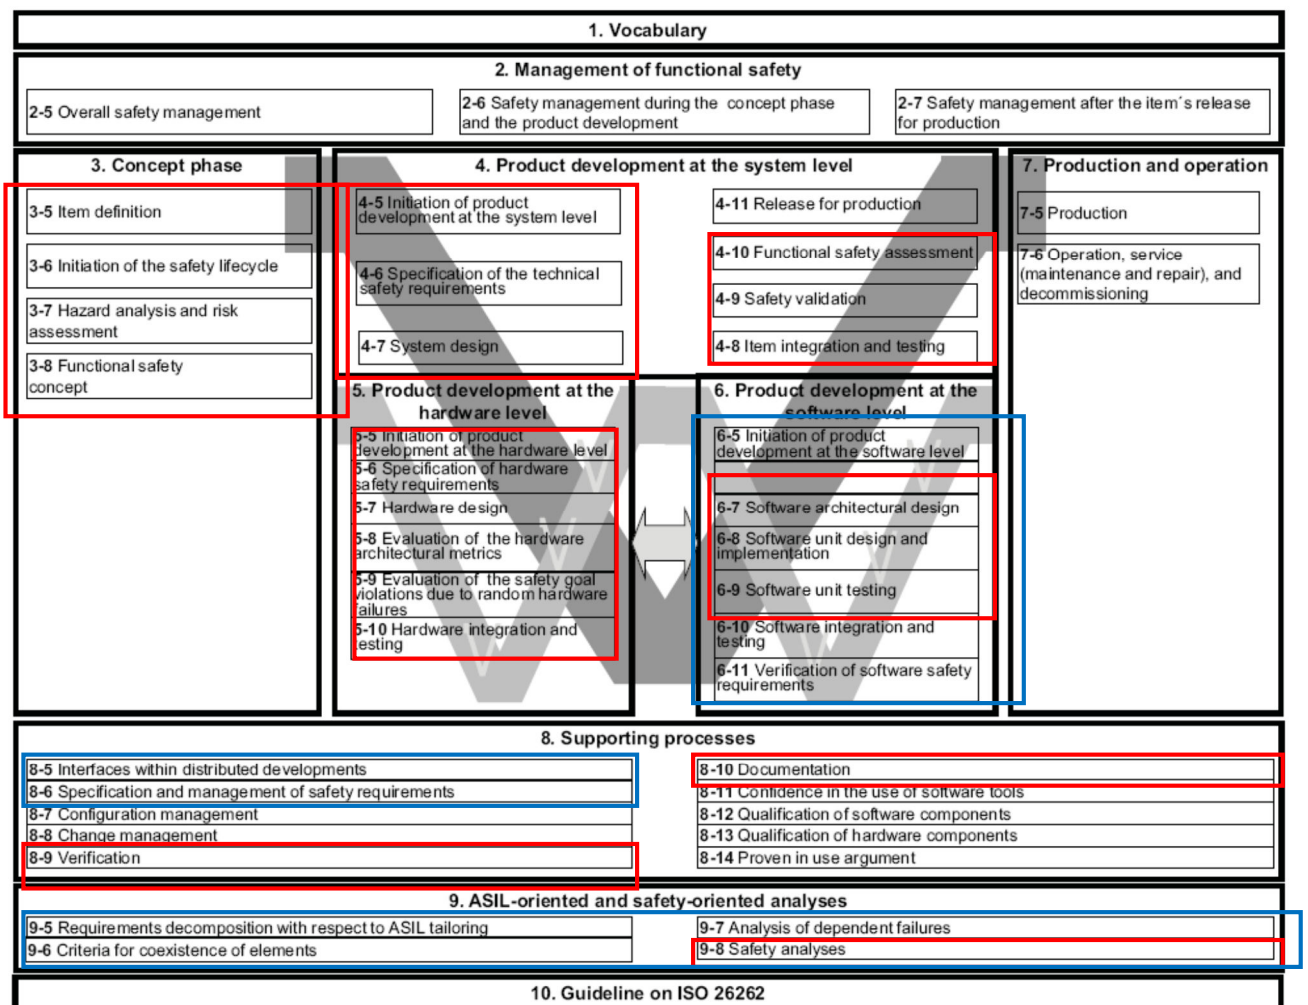 1. Vocabulary
2. Management of functional safety
2-5 Overall safety management
2-6 Safety management during the concept phase
and the product development
2-7 Safety management after the item´s release
for production
3. Concept phase
3-5 Item definition
3-6 Initiation of the safety lifecycle
3-7 Hazard analysis and risk
assessment
3-8 Functional safety
concept
4. Product development at the system level
4-5 Initiation of product
development at the system level
4-6 Specification of the technical
safety requirements
4-7 System design
4-11 Release for production
4-10 Functional safety assessment
4-9 Safety validation
4-8 Item integration and testing
7. Production and operation
7-5 Production
7-6 Operation, service
(maintenance and repair), and
decommissioning
5. Product development at the
hardware level
5-5 Initiation of product
development at the hardware level
5-6 Specification of hardware
safety requirements
5-7 Hardware design
5-8 Evaluation of the hardware
architectural metrics
5-9 Evaluation of the safety goal
violations due to random hardware
failures
5-10 Hardware integration and
testing
6. Product development at the
software level
6-5 Initiation of product
development at the software level
6-7 Software architectural design
6-8 Software unit design and
implementation
6-9 Software unit testing
6-10 Software integration and
testing
6-11 Verification of software safety
requirements
8. Supporting processes
8-5 Interfaces within distributed developments
8-6 Specification and management of safety requirements
8-7 Configuration management
8-8 Change management
8-9 Verification
8-10 Documentation
8-11 Confidence in the use of software tools
8-12 Qualification of software components
8-13 Qualification of hardware components
8-14 Proven in use argument
9. ASIL-oriented and safety-oriented analyses
9-5 Requirements decomposition with respect to ASIL tailoring
9-6 Criteria for coexistence of elements
9-7 Analysis of dependent failures
9-8 Safety analyses
10. Guideline on ISO 26262